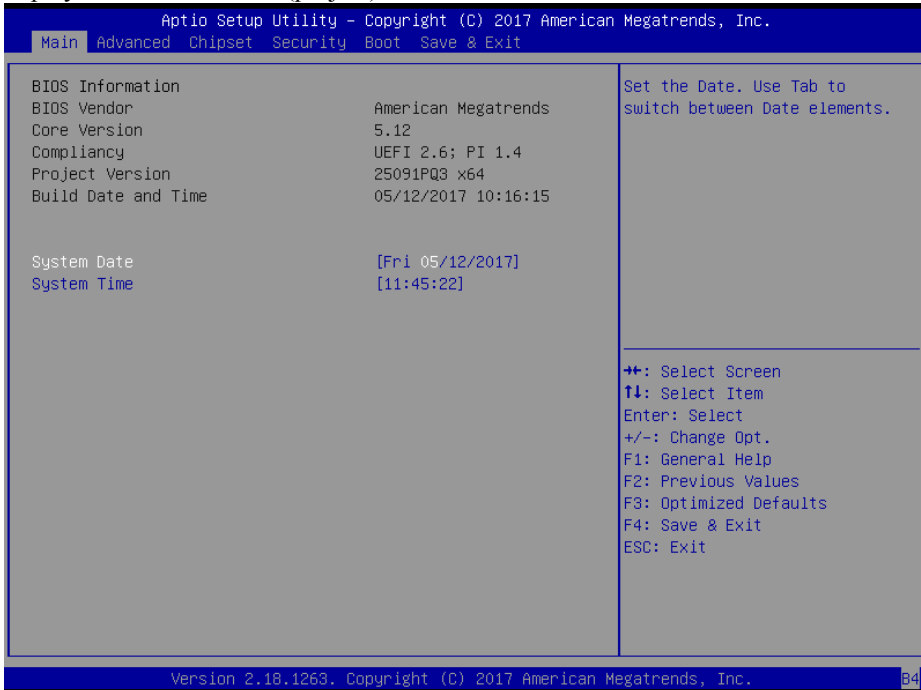 Aptio Setup Utility – Copyright (C) 2017 American Megatrends, Inc.
Main Advanced Chipset Security Boot Save & Exit
BIOS Information
BIOS Vendor American Megatrends
Core Version 5.12
Compliancy UEFI 2.6; PI 1.4
Project Version 25091PQ3 x64
Build Date and Time 05/12/2017 10:16:15
System Date [Fri 05/12/2017]
System Time [11:45:22]
Set the Date. Use Tab to
switch between Date elements.
→←: Select Screen
↑↓: Select Item
Enter: Select
+/-: Change Opt.
F1: General Help
F2: Previous Values
F3: Optimized Defaults
F4: Save & Exit
ESC: Exit
Version 2.18.1263. Copyright (C) 2017 American Megatrends, Inc.
B4